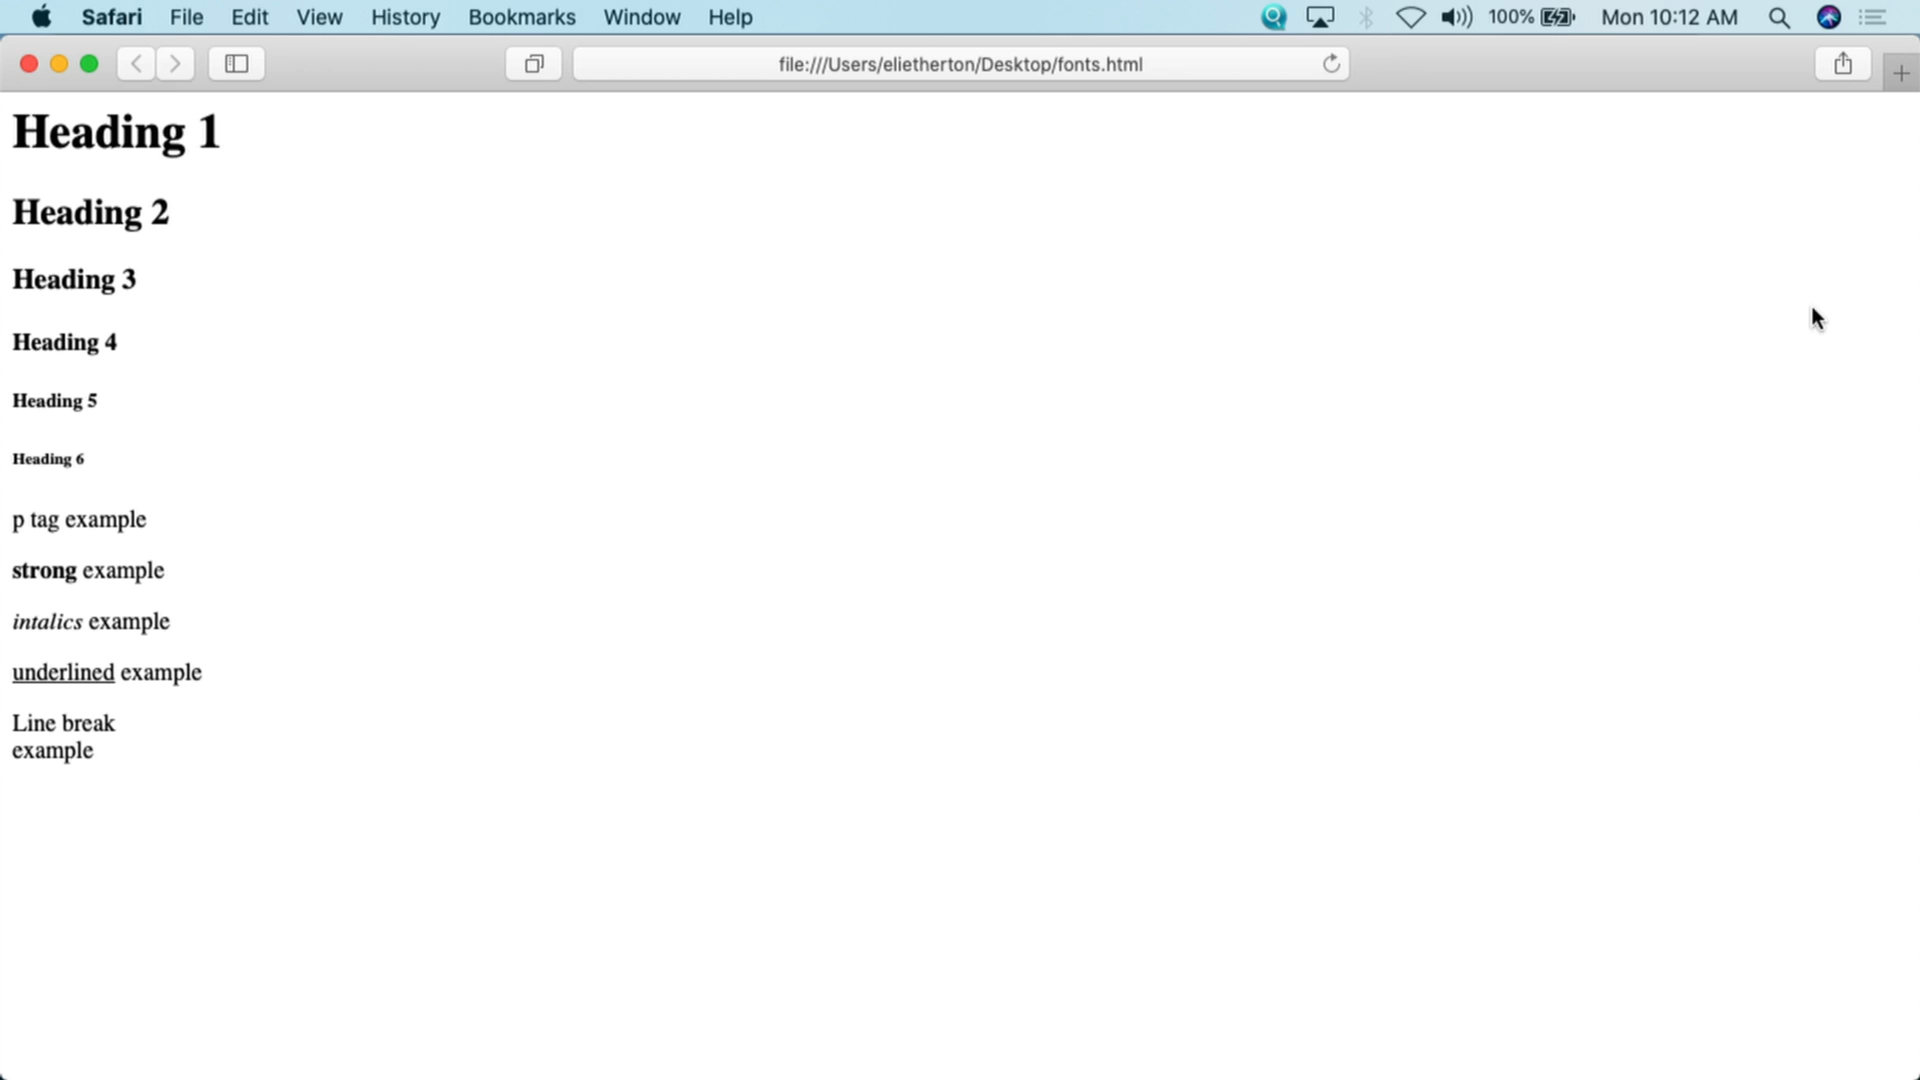 Safari File Edit View History Bookmarks Window Help 100% Mon 10:12 AM
file:///Users/elietherton/Desktop/fonts.html
Heading 1
Heading 2
Heading 3
Heading 4
Heading 5
Heading 6
p tag example
strong example
intalics example
underlined example
Line break
example